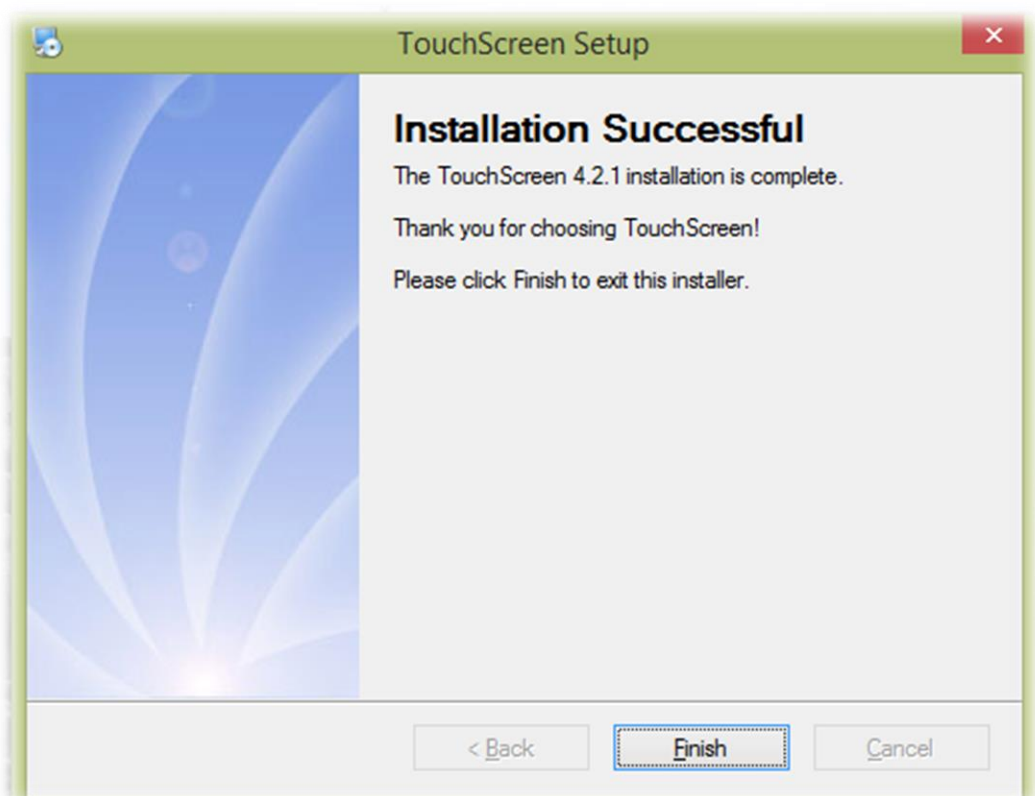 TouchScreen Setup
Installation Successful
The TouchScreen 4.2.1 installation is complete.
Thank you for choosing TouchScreen!
Please click Finish to exit this installer.
< Back
Finish
Cancel